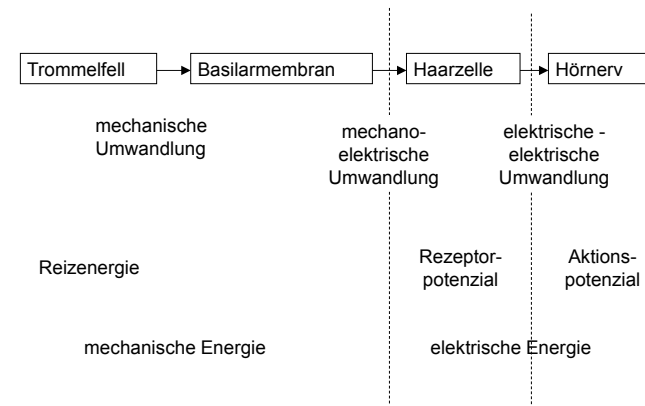 Trommelfell
Basilarmembran
Haarzelle
Hörnerv
mechanische
Umwandlung
mechano-
elektrische
Umwandlung
elektrische -
elektrische
Umwandlung
Reizenergie
Rezeptor-
potenzial
Aktions-
potenzial
mechanische Energie
elektrische Energie